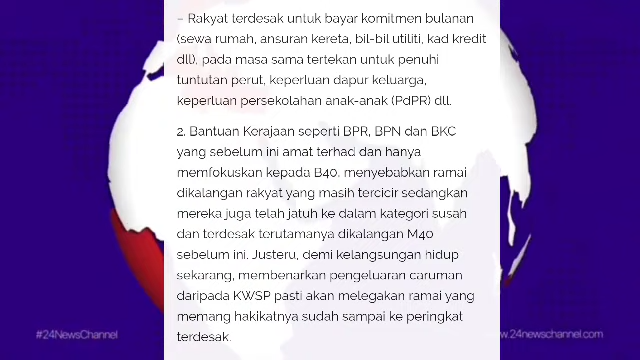 – Rakyat terdesak untuk bayar komitmen bulanan
(sewa rumah, ansuran kereta, bil-bil utiliti, kad kredit
dll), pada masa sama tertekan untuk penuhi
tuntutan perut, keperluan dapur keluarga,
keperluan persekolahan anak-anak (PdPR) dll.
2. Bantuan Kerajaan seperti BPR, BPN dan BKC
yang sebelum ini amat terhad dan hanya
memfokuskan kepada B40, menyebabkan ramai
dikalangan rakyat yang masih tercicir sedangkan
mereka juga telah jatuh ke dalam kategori susah
dan terdesak terutamanya dikalangan M40
sebelum ini. Justeru, demi kelangsungan hidup
sekarang, membenarkan pengeluaran caruman
daripada KWSP pasti akan melegakan ramai yang
memang hakikatnya sudah sampai ke peringkat
terdesak.
#24NewsChannel
www.24newschannel.com